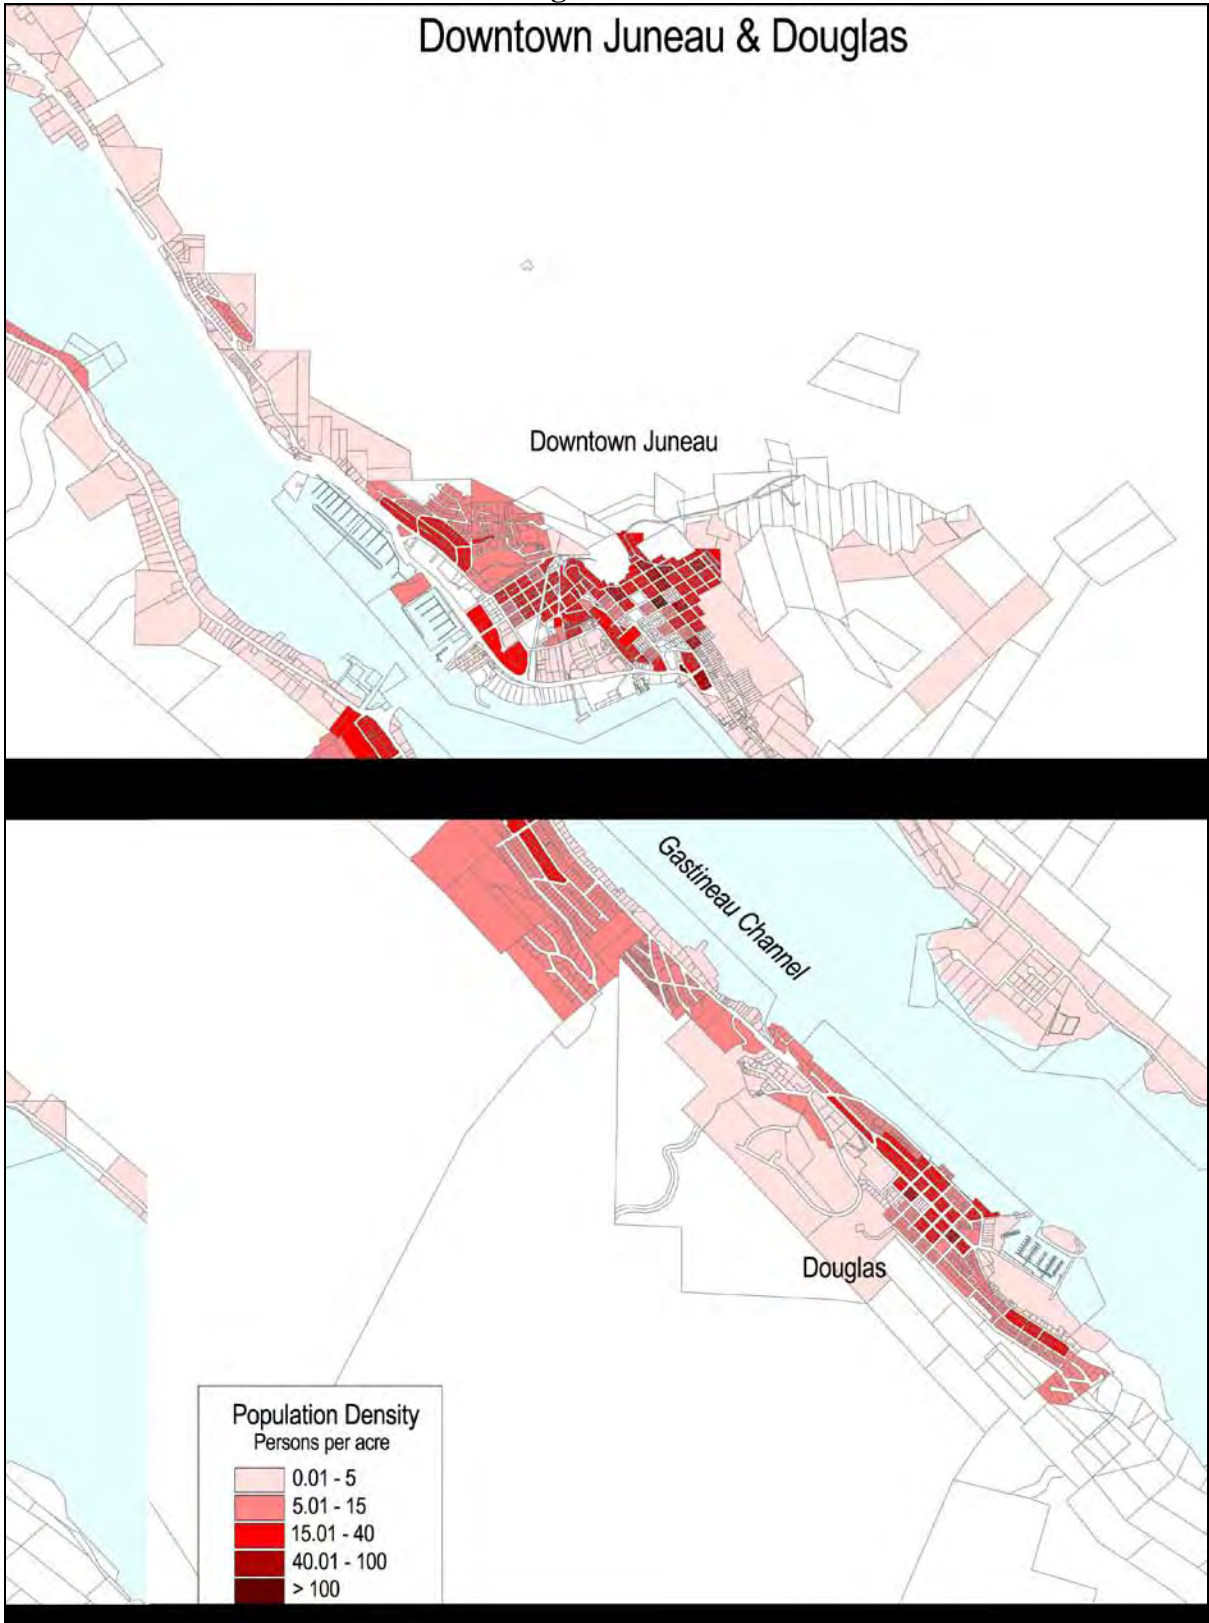 Downtown Juneau & Douglas
Downtown Juneau
Gastineau Channel
Douglas
Population Density
Persons per acre
0.01 - 5
5.01 - 15
15.01 - 40
40.01 - 100
> 100